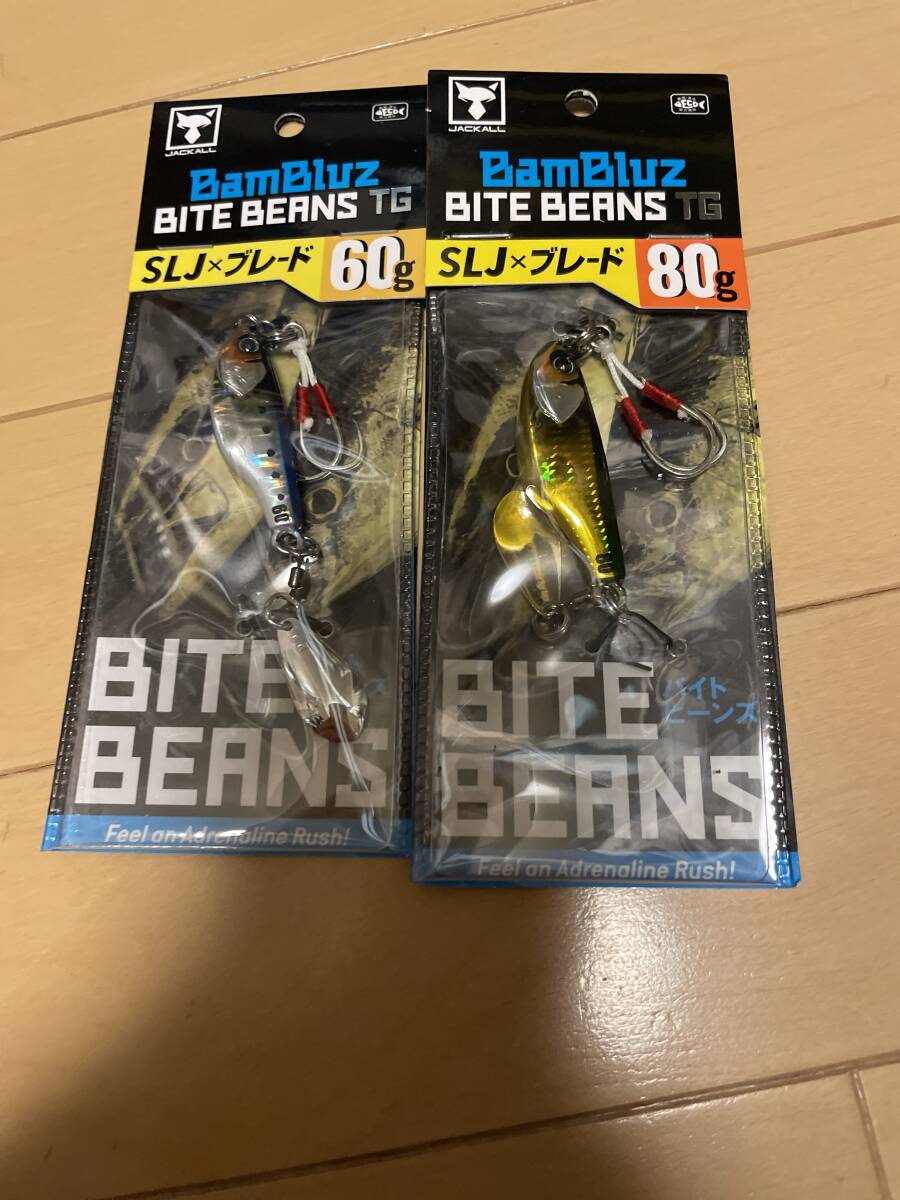 JACKALL
BamBluz
BITE BEANS TG
SLJ×ブレード 60g
60
BITE
BEANS
Feel an Adrenaline Rush!
JACKALL
BamBluz
BITE BEANS TG
SLJ×ブレード 80g
BITE
バイト
ビーンズ
BEANS
Feel an Adrenaline Rush!